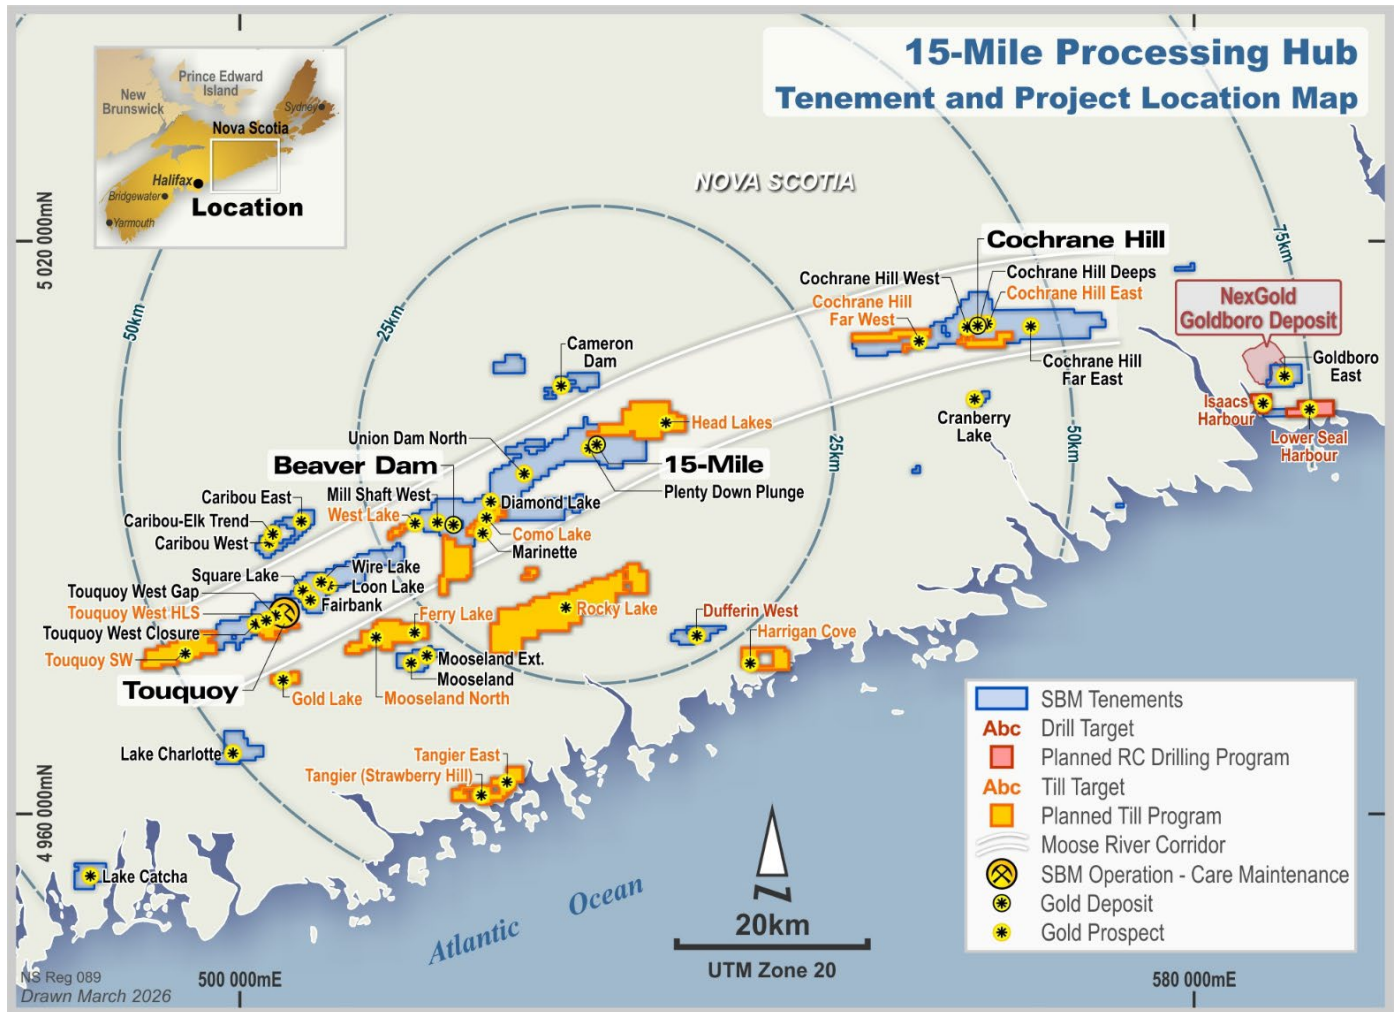 15-Mile Processing Hub
Tenement and Project Location Map
New
Brunswick
Prince Edward
Island
Sydney
Nova Scotia
Halifax
Bridgewater
Yarmouth
Location
NOVA SCOTIA
5 020 000mN
4 960 000mN
50km
25km
25km
50km
75km
Cochrane Hill
Cochrane Hill West
Cochrane Hill Deeps
Cochrane Hill East
Cochrane Hill
Far West
Cochrane Hill
Far East
NexGold
Goldboro Deposit
Goldboro
East
Isaacs
Harbour
Lower Seal
Harbour
Cranberry
Lake
Cameron
Dam
Head Lakes
Union Dam North
15-Mile
Plenty Down Plunge
Beaver Dam
Mill Shaft West
West Lake
Diamond Lake
Como Lake
Marinette
Caribou East
Caribou-Elk Trend
Caribou West
Square Lake
Wire Lake
Loon Lake
Fairbank
Touquoy West Gap
Touquoy West HLS
Touquoy West Closure
Touquoy SW
Touquoy
Gold Lake
Ferry Lake
Mooseland Ext.
Mooseland
Mooseland North
Rocky Lake
Dufferin West
Harrigan Cove
Lake Charlotte
Tangier East
Tangier (Strawberry Hill)
Lake Catcha
Atlantic Ocean
20km
UTM Zone 20
SBM Tenements
Abc Drill Target
Planned RC Drilling Program
Abc Till Target
Planned Till Program
Moose River Corridor
SBM Operation - Care Maintenance
Gold Deposit
Gold Prospect
NS Reg 089
Drawn March 2026
500 000mE
580 000mE